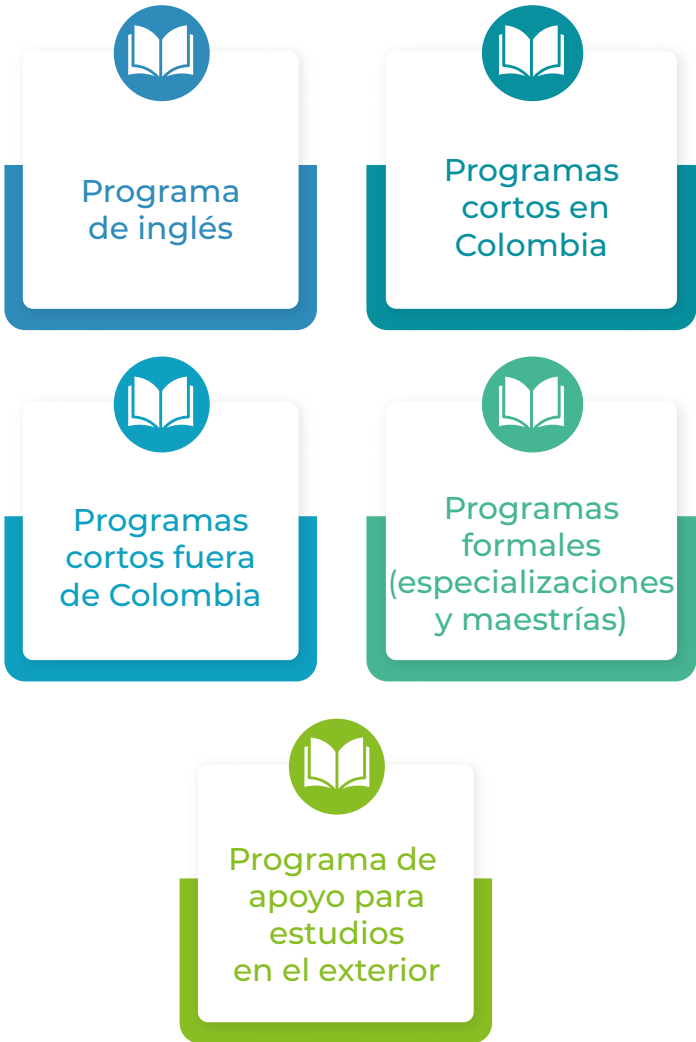 Programa
de inglés
Programas
cortos en
Colombia
Programas
cortos fuera
de Colombia
Programas
formales
(especializaciones
y maestrías)
Programa de
apoyo para
estudios
en el exterior